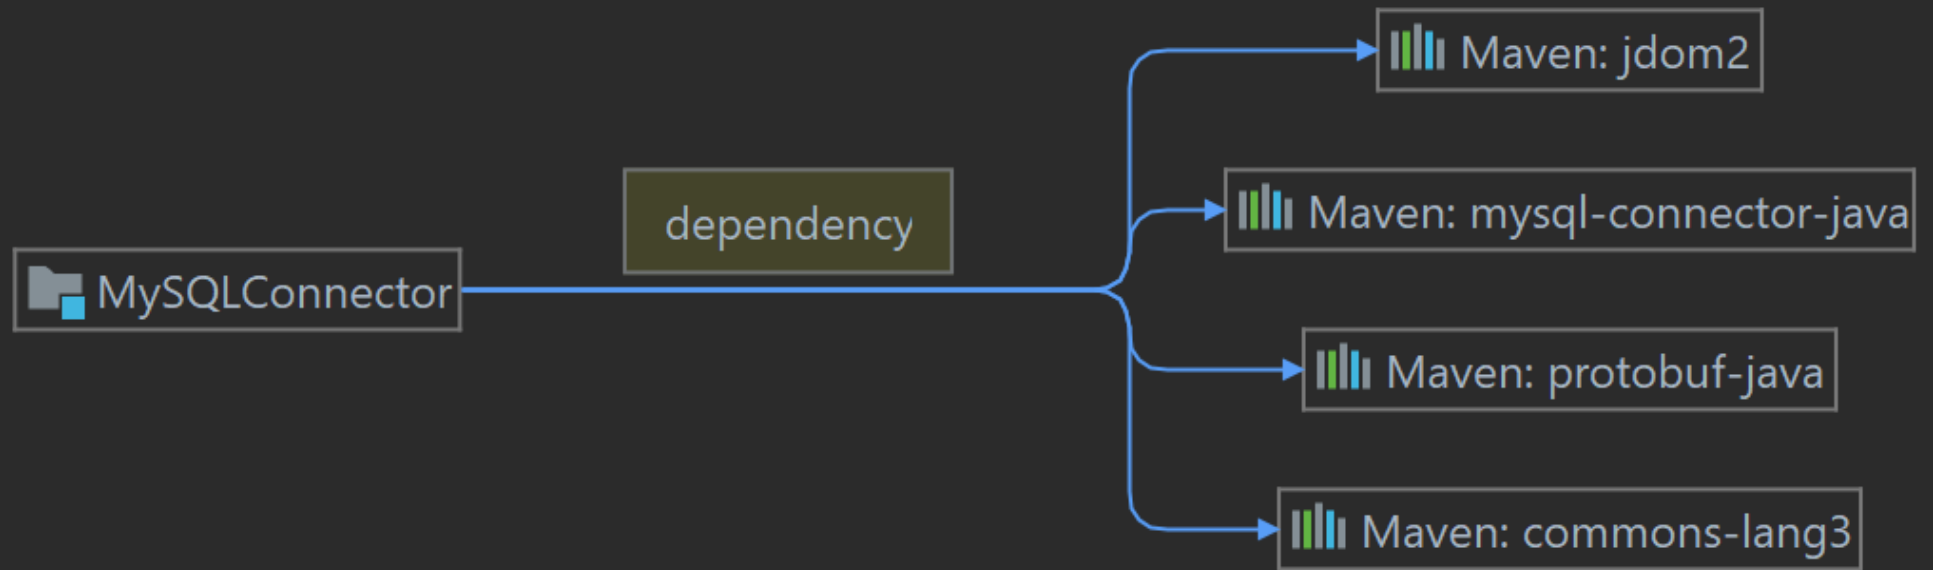 Maven: jdom2
Maven: mysql-connector-java
dependency
MySQLConnector
Maven: protobuf-java
Maven: commons-lang3